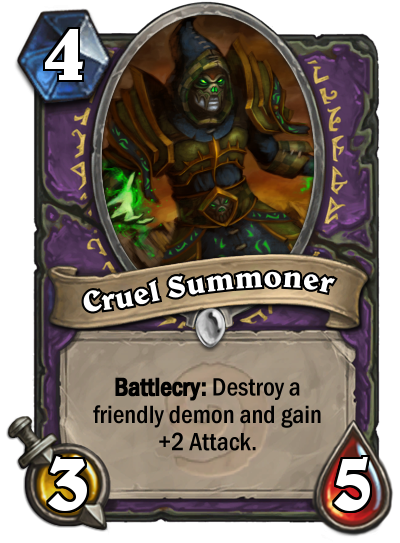 4
Cruel Summoner
Battlecry: Destroy a
friendly demon and gain
+2 Attack.
3
5